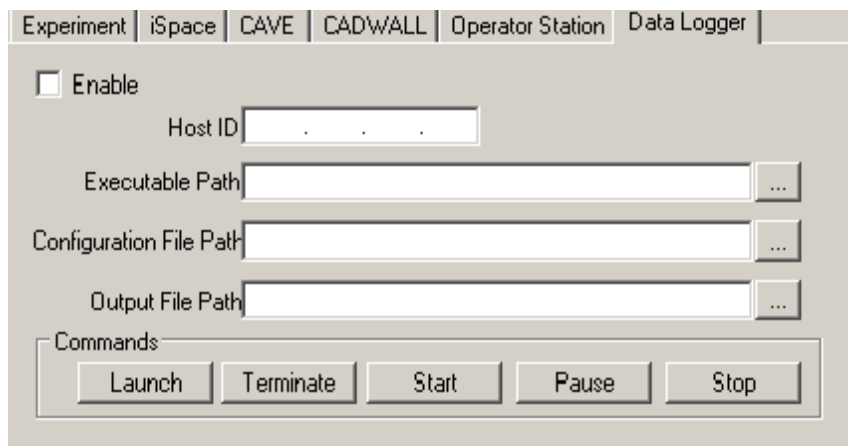 Experiment iSpace CAVE CADWALL Operator Station Data Logger
Enable
Host ID . . .
Executable Path ...
Configuration File Path ...
Output File Path ...
Commands
Launch Terminate Start Pause Stop